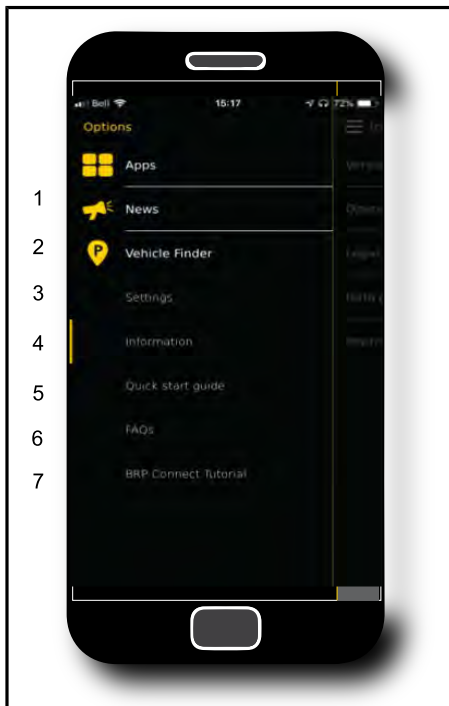 Bell 15:17 72%
Options
Apps
1
News
2
Vehicle Finder
P
3
Settings
4
Information
5
Quick start guide
6
FAQs
7
BRP Connect Tutorial